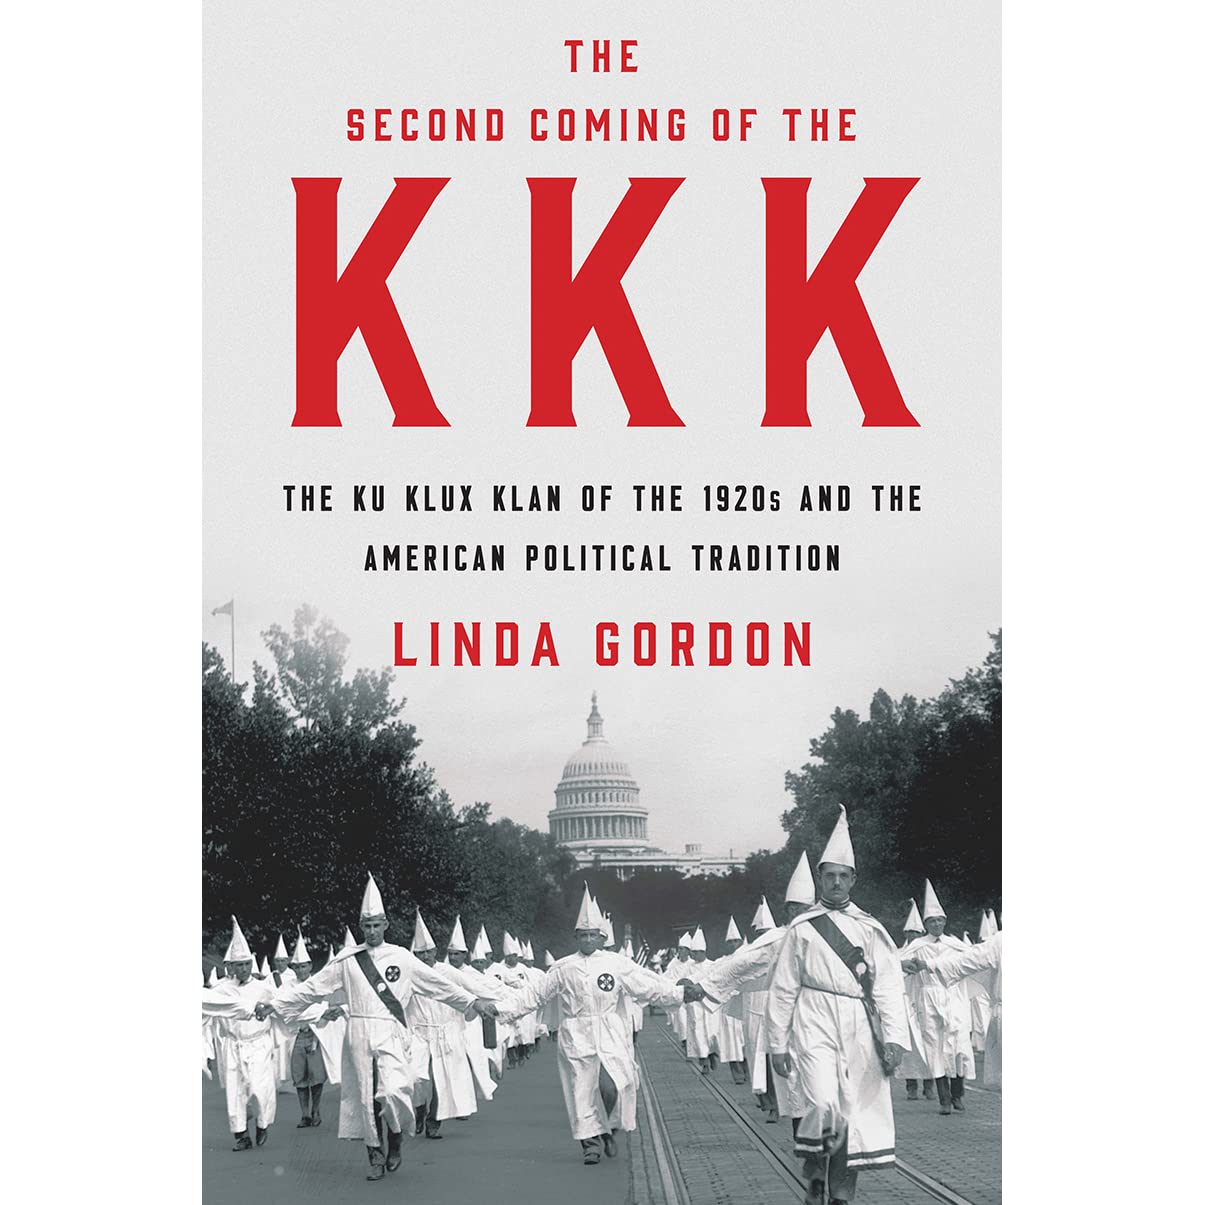 THE
SECOND COMING OF THE
KKK
THE KU KLUX KLAN OF THE 1920s AND THE
AMERICAN POLITICAL TRADITION
LINDA GORDON